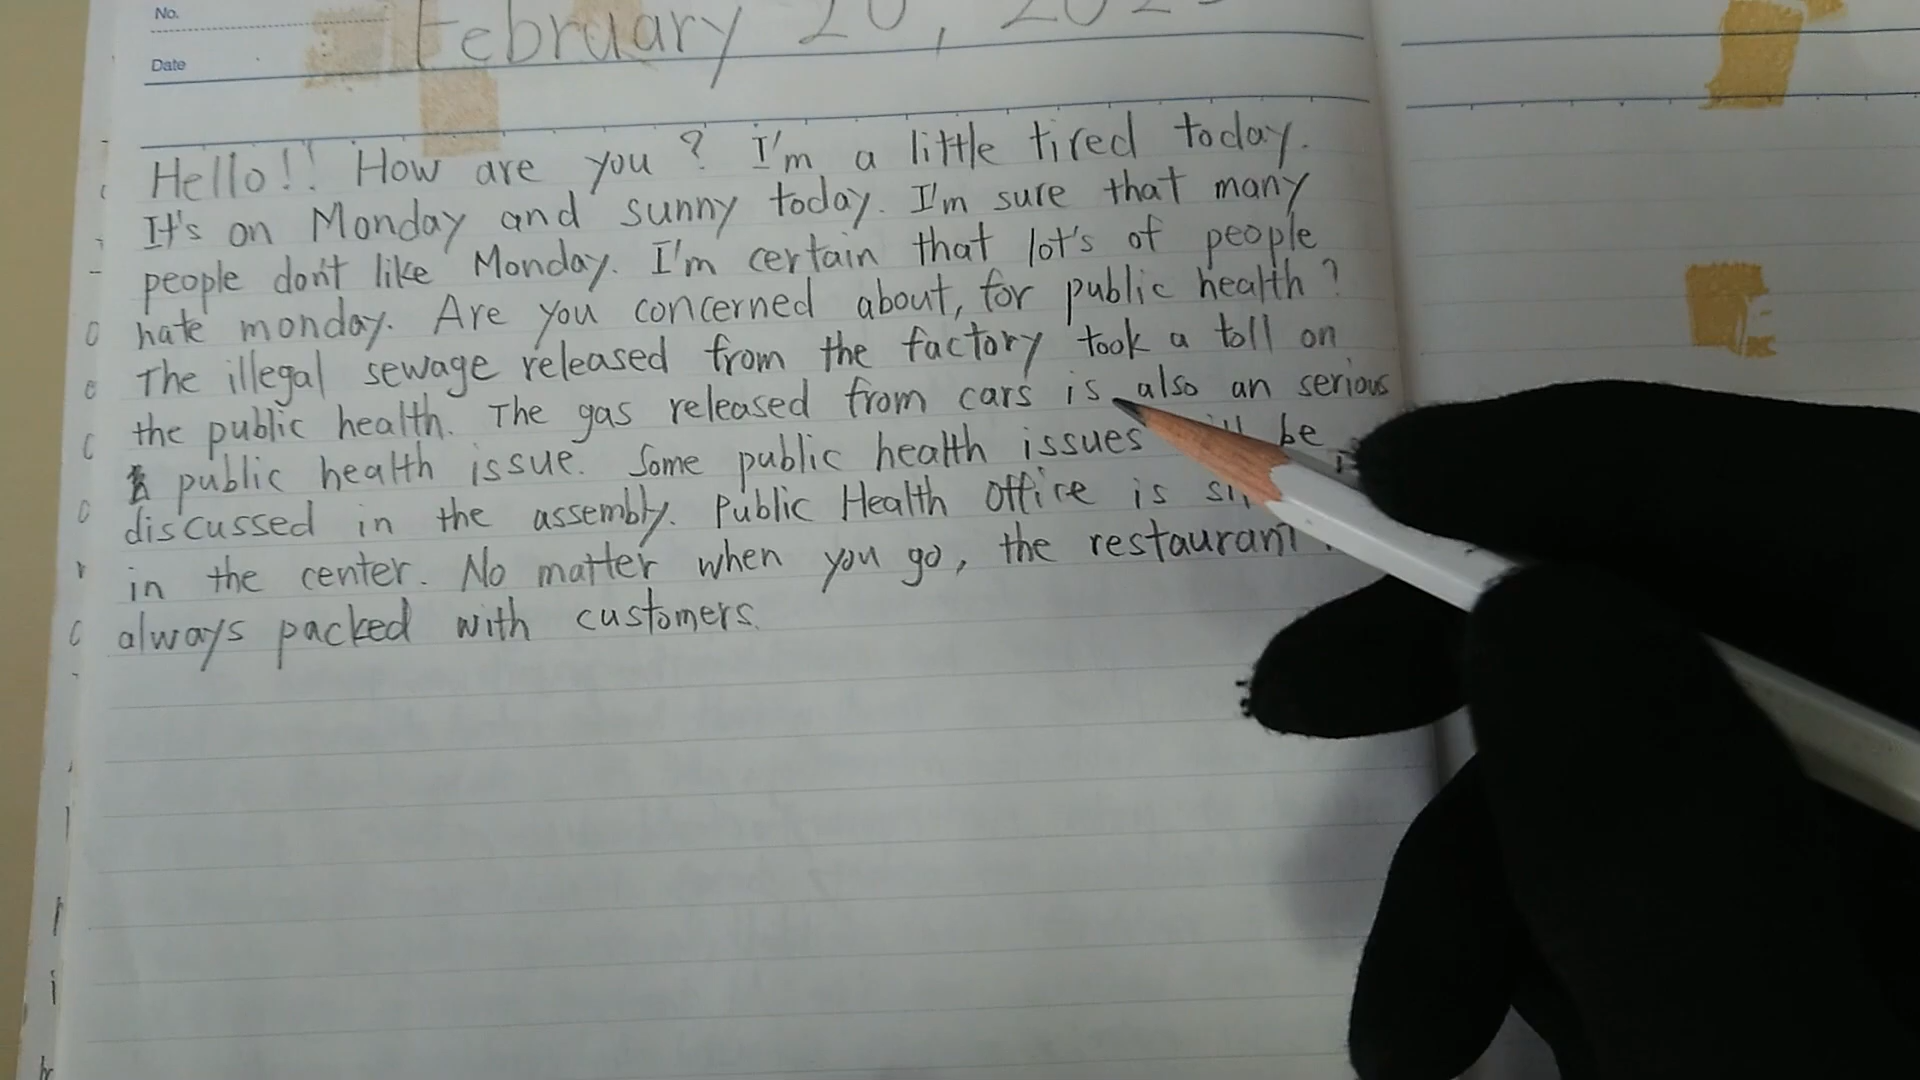 No.
Date
February 20, 202
Hello!! How are you? I'm a little tired today.
It's on Monday and sunny today. I'm sure that many
people don't like Monday. I'm certain that lot's of people
hate monday. Are you concerned about, for public health?
The illegal sewage released from the factory took a toll on
the public health. The gas released from cars is also an serious
public health issue. Some public health issues be
discussed in the assembly. Public Health Office is
in the center. No matter when you go, the restaurant
always packed with customers.